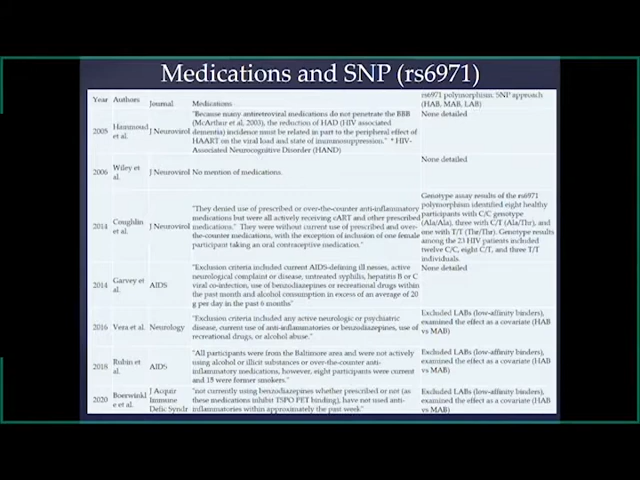 Medications and SNP (rs6971)
Year Authors Journal Medications rs6971 polymorphism, SNP approach (HAB, MAB, LAB)
2005 Hammoud et al. J Neurovirol "Because many antiretroviral medications do not penetrate the BBB None detailed
(McArthur et al, 2003), the reduction of HAD (HIV associated
dementia) incidence must be related in part to the peripheral effect of
HAART on the viral load and state of immunosuppression." * HIV-
Associated Neurocognitive Disorder (HAND)
2006 Wiley et al. J Neurovirol No mention of medications. None detailed
2014 Coughlin et al. J Neurovirol "They denied use of prescribed or over-the-counter anti-inflammatory
medications but were all actively receiving cART and other prescribed
medications." They were without current use of prescribed and over-
the-counter medications, with the exception of inclusion of one female
participant taking an oral contraceptive medication."
Genotype assay results of the rs6971
polymorphism identified eight healthy
participants with C/C genotype
(Ala/Ala), three C/T (Ala/Thr), and
one with T/T (Thr/Thr). Genotype results
among the 23 HIV patients included
twelve C/C, eight C/T, and three T/T
individuals.
2014 Garvey et al. AIDS "Exclusion criteria included current AIDS-defining ill nesses, active None detailed
neurological complaint or disease, untreated syphilis, hepatitis B or C
viral co-infection, use of benzodiazepines or recreational drugs within
the past month and alcohol consumption in excess of an average of 20
g per day in the past 6 months"
2016 Vera et al. Neurology "Exclusion criteria included any active neurologic or psychiatric
disease, current use of anti-inflammatories or benzodiazepines, use of
recreational drugs, or alcohol abuse."
Excluded LABs (low-affinity binders),
examined the effect as a covariate (HAB
vs MAB)
2018 Rubin et al. AIDS "All participants were from the Baltimore area and were not actively
using alcohol or illicit substances or over-the-counter anti-
inflammatory medications, however, eight participants were current
and 15 were former smokers."
Excluded LABs (low-affinity binders),
examined the effect as a covariate (HAB
vs MAB)
2020 Boerwinkl e et al. J Acquir Immune Defic Syndr "not currently using benzodiazepines whether prescribed or not (as
these medications inhibit TSPO PET binding), have not used anti-
inflammatories within approximately the past week"
Excluded LABs (low-affinity binders),
examined the effect as a covariate (HAB
vs MAB)